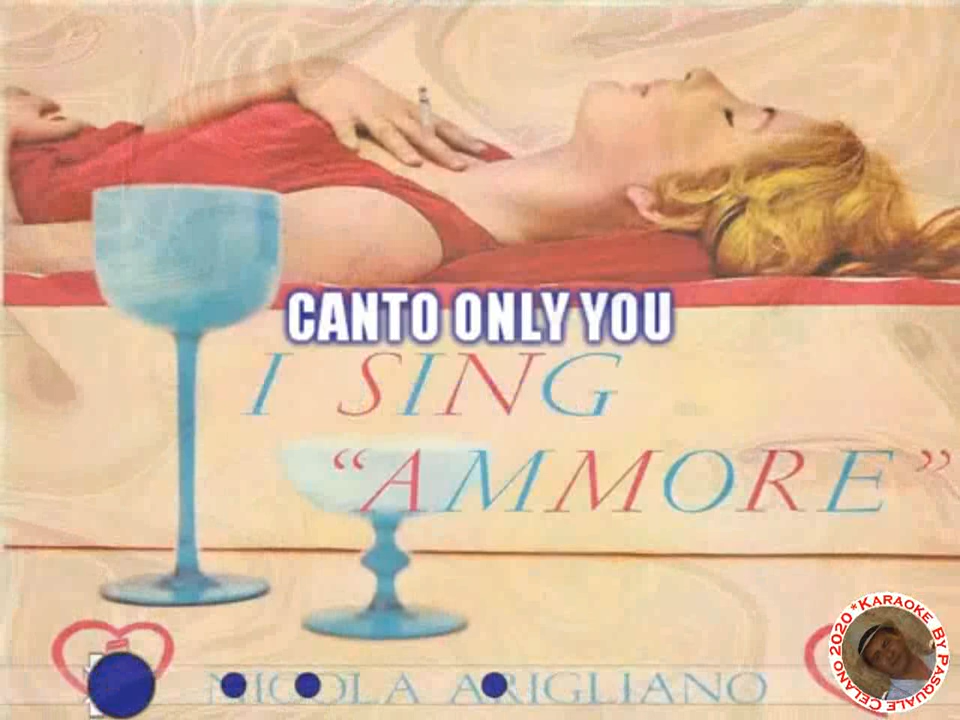 CANTO ONLY YOU
I SING
“AMMORE”
NICOLA ARIGLIANO
*KARAOKE BY PASQUALE CELANO 2020